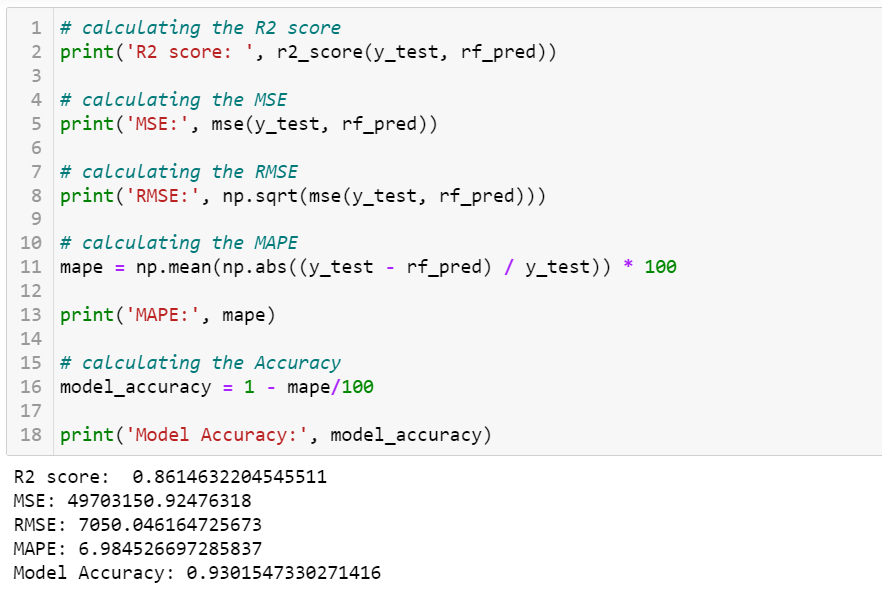 1 # calculating the R2 score
2 print('R2 score: ', r2_score(y_test, rf_pred))
3
4 # calculating the MSE
5 print('MSE:', mse(y_test, rf_pred))
6
7 # calculating the RMSE
8 print('RMSE:', np.sqrt(mse(y_test, rf_pred)))
9
10 # calculating the MAPE
11 mape = np.mean(np.abs((y_test - rf_pred) / y_test)) * 100
12
13 print('MAPE:', mape)
14
15 # calculating the Accuracy
16 model_accuracy = 1 - mape/100
17
18 print('Model Accuracy:', model_accuracy)
R2 score:  0.8614632204545511
MSE: 49703150.92476318
RMSE: 7050.046164725673
MAPE: 6.984526697285837
Model Accuracy: 0.9301547330271416